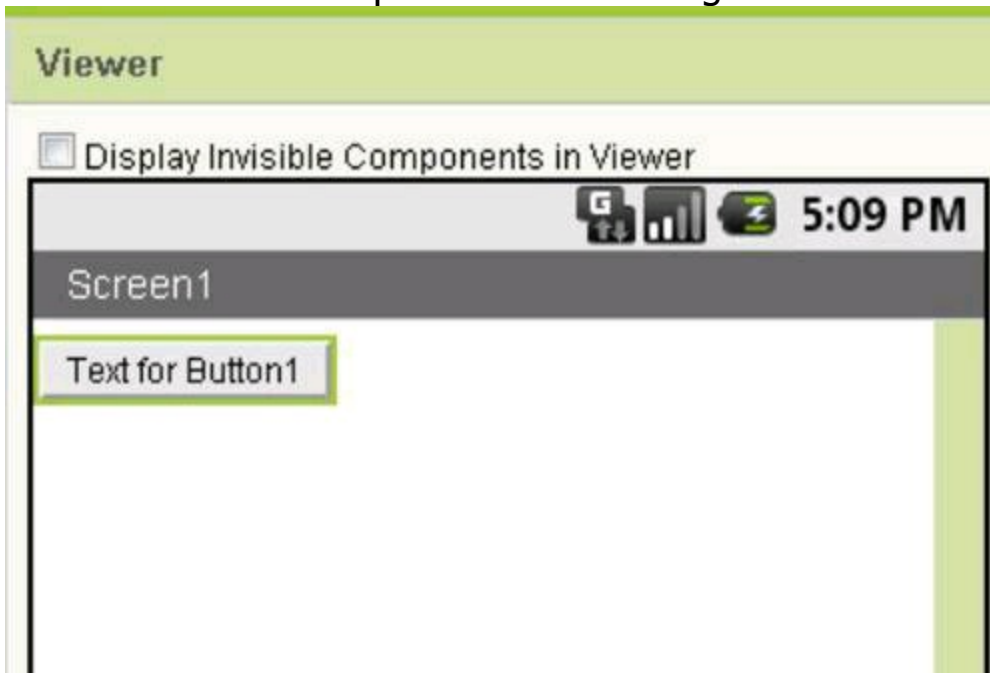 Viewer
Display Invisible Components in Viewer
G 5:09 PM
Screen1
Text for Button1